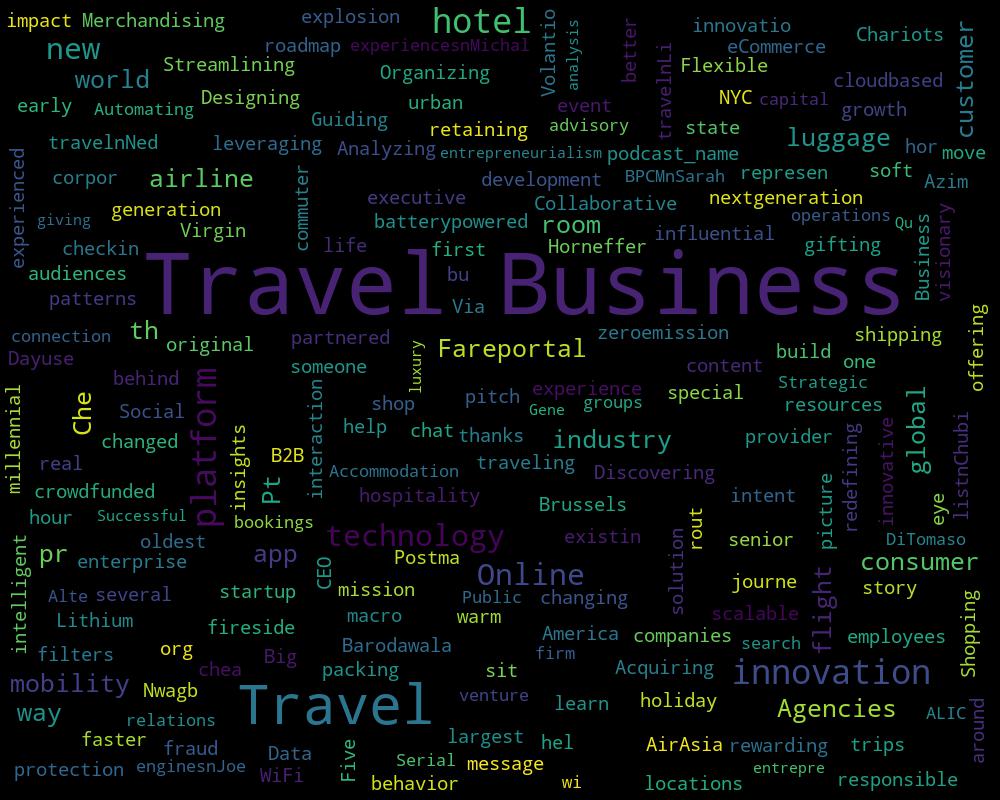 impact Merchandising explosion hotel innovatio
new roadmap experiencesnMichal Volantio analysis better eCommerce Chariots customer
world Streamlining Organizing travelnLi Flexible cloudbased
early Automating Designing urban event NYC capital growth
Guiding retaining advisory state luggage
travelnNed leveraging Analyzing entrepreneurialism podcast_name hor move
experienced corpor airline commuter development BPCMnSarah represen soft Azim
giving generation executive Collaborative nextgeneration operations Qu
Virgin batterypowered room influential Business visionary
checkin life first Horneffer gifting
audiences Travel Business bu
patterns Via
connection th original partnered zeroemission shipping offering
Dayuse luxury Fareportal build one
behind someone content Strategic
millennial Che Social platform interaction shop pitch experience special resources global
changed help Gene groups
real insights B2B chat thanks industry provider redefining innovative listnChubi
crowdfunded Pt Accommodation traveling Discovering
hour Successful bookings hospitality Brussels intent picture eye
intelligent oldest technology existin rout senior DiTomaso
pr enterprise app CEO Postma Online solution consumer
Alte several startup mission Public changing journe flight story Shopping
Lithium fireside macro warm America scalable
filters org Big Barodawala firm companies search employees
mobility Nwagb chea packing sit Acquiring innovation
way relations Travel venture learn holiday Agencies ALIC around
faster fraud Data Five largest hel AirAsia rewarding trips
protection enginesnJoe WiFi Serial message entrepre
behavior wi locations responsible